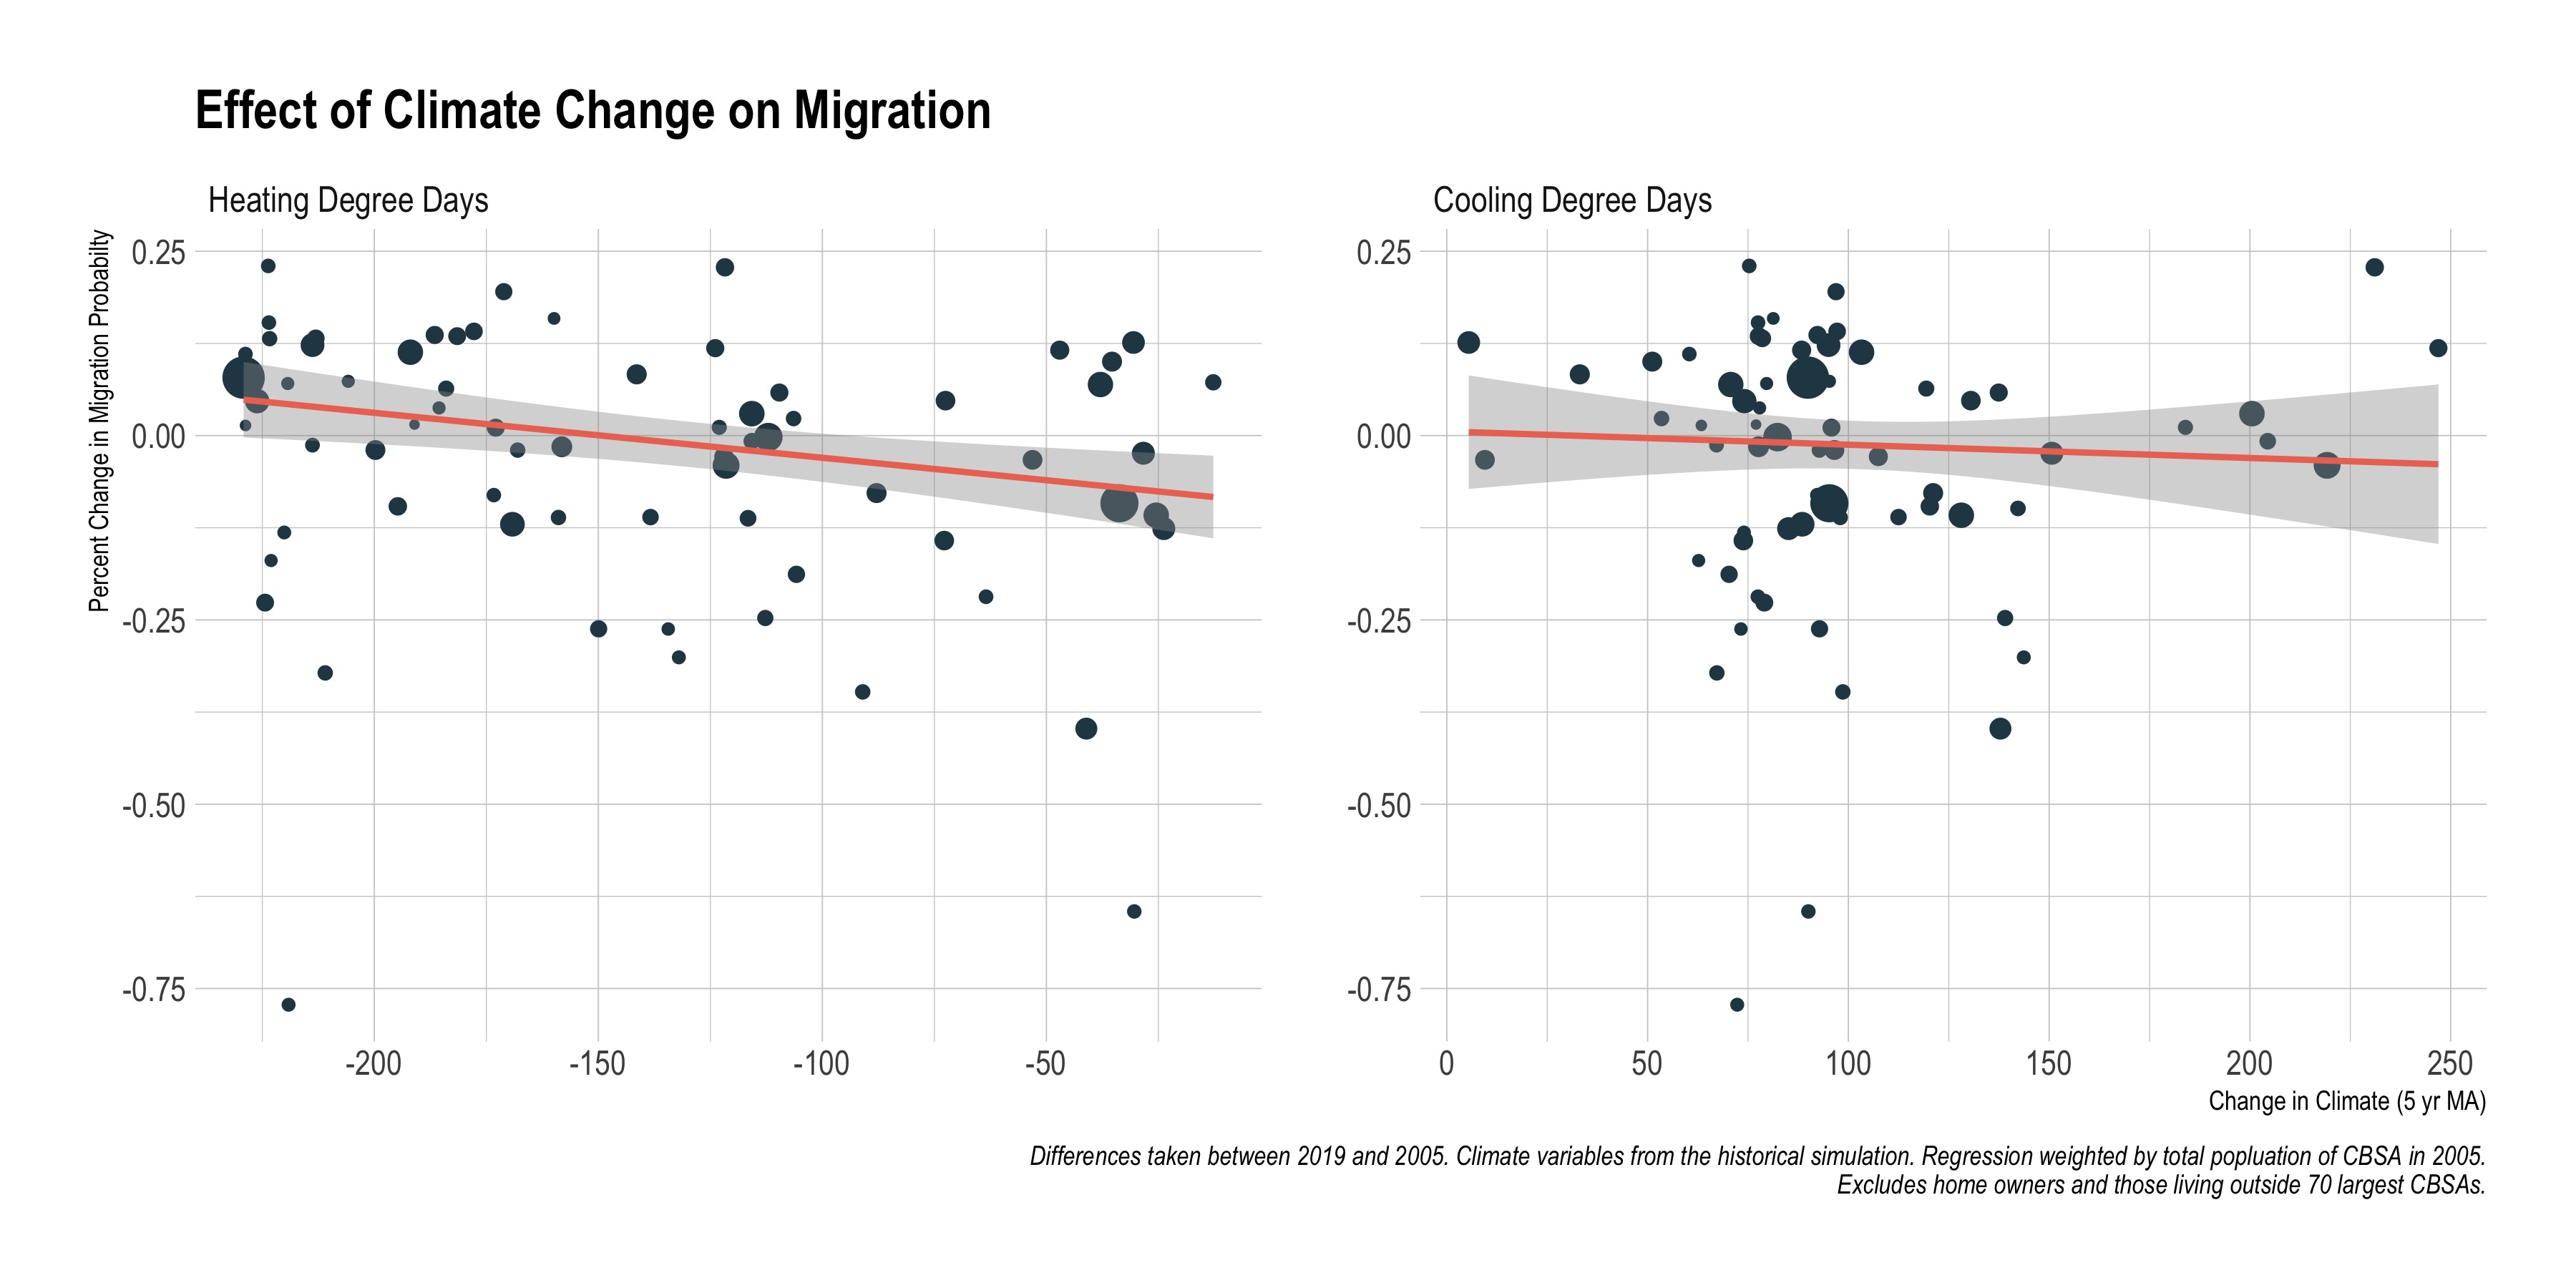 Effect of Climate Change on Migration
Heating Degree Days
Cooling Degree Days
Percent Change in Migration Probabilty
0.25
0.00
-0.25
-0.50
-0.75
0.25
0.00
-0.25
-0.50
-0.75
-200 -150 -100 -50
0 50 100 150 200 250
Change in Climate (5 yr MA)
Differences taken between 2019 and 2005. Climate variables from the historical simulation. Regression weighted by total popluation of CBSA in 2005.
Excludes home owners and those living outside 70 largest CBSAs.